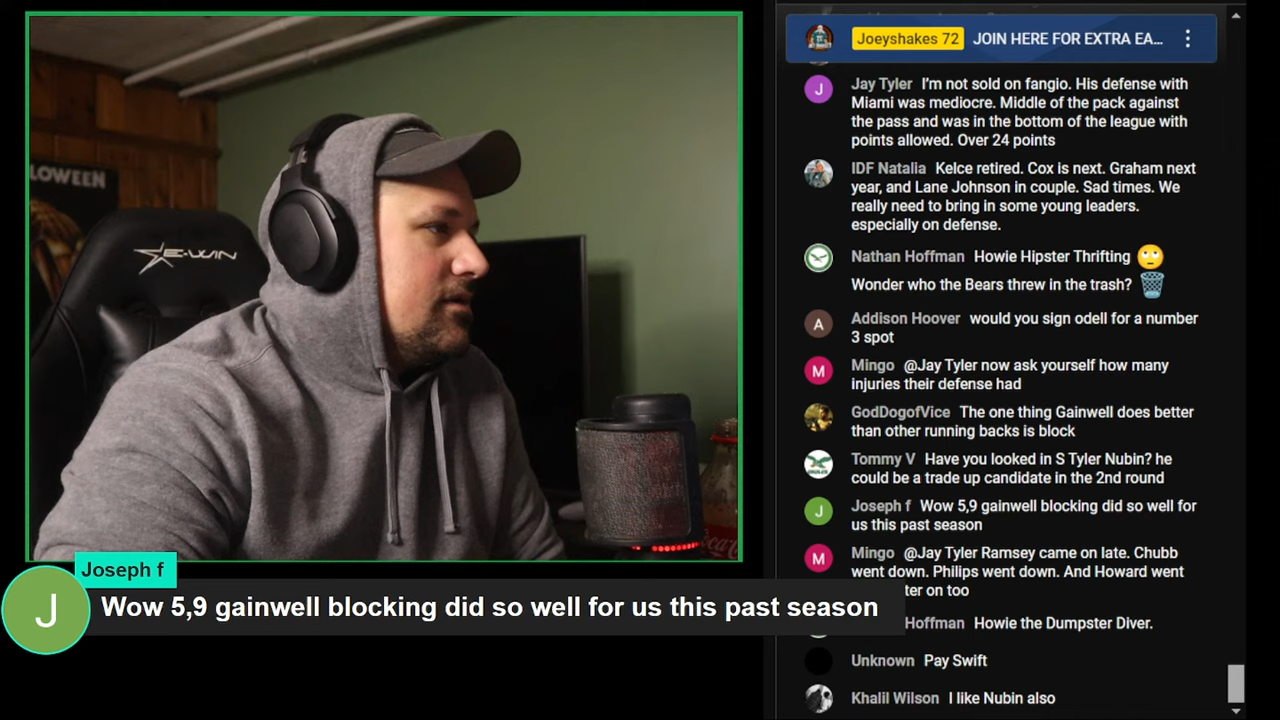 LOWEEN
E-WIN
Coca-C
Joseph f
J
Wow 5,9 gainwell blocking did so well for us this past season
Joeyshakes 72 JOIN HERE FOR EXTRA EA...
J
Jay Tyler I'm not sold on fangio. His defense with
Miami was mediocre. Middle of the pack against
the pass and was in the bottom of the league with
points allowed. Over 24 points
IDF Natalia Kelce retired. Cox is next. Graham next
year, and Lane Johnson in couple. Sad times. We
really need to bring in some young leaders.
especially on defense.
Nathan Hoffman Howie Hipster Thrifting 🙄
Wonder who the Bears threw in the trash? 🗑️
A
Addison Hoover would you sign odell for a number
3 spot
M
Mingo @Jay Tyler now ask yourself how many
injuries their defense had
GodDogofVice The one thing Gainwell does better
than other running backs is block
Tommy V Have you looked in S Tyler Nubin? he
could be a trade up candidate in the 2nd round
J
Joseph f Wow 5,9 gainwell blocking did so well for
us this past season
M
Mingo @Jay Tyler Ramsey came on late. Chubb
went down. Philips went down. And Howard went
ter on too
Hoffman Howie the Dumpster Diver.
Unknown Pay Swift
Khalil Wilson I like Nubin also